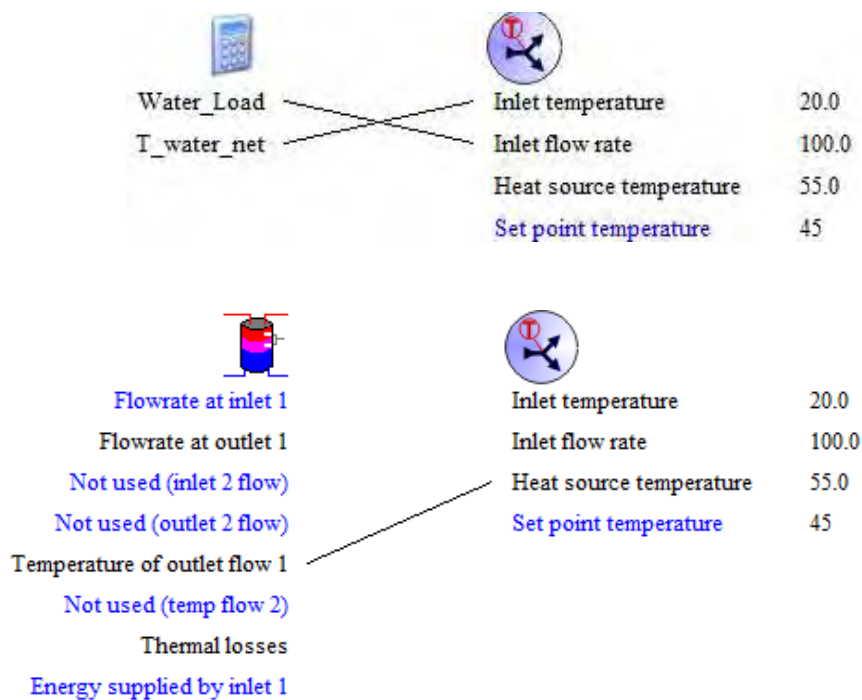 T
Water_Load Inlet temperature 20.0
T_water_net Inlet flow rate 100.0
Heat source temperature 55.0
Set point temperature 45
T
Flowrate at inlet 1 Inlet temperature 20.0
Flowrate at outlet 1 Inlet flow rate 100.0
Not used (inlet 2 flow) Heat source temperature 55.0
Not used (outlet 2 flow) Set point temperature 45
Temperature of outlet flow 1
Not used (temp flow 2)
Thermal losses
Energy supplied by inlet 1